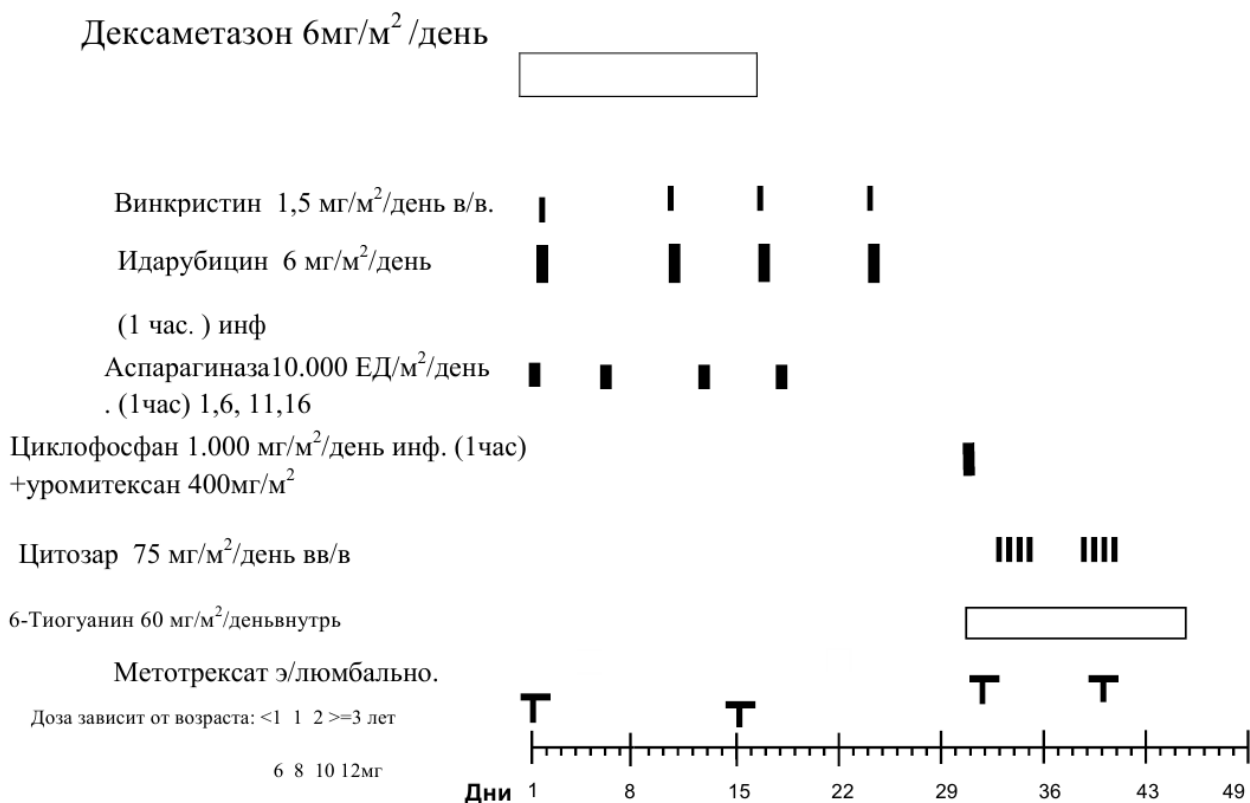 Дексаметазон 6мг/м² /день
Винкристин 1,5 мг/м²/день в/в.
Идарубицин 6 мг/м²/день
(1 час. ) инф
Аспарагиназа10.000 ЕД/м²/день
. (1час) 1,6, 11,16
Циклофосфан 1.000 мг/м²/день инф. (1час)
+уромитексан 400мг/м²
Цитозар 75 мг/м²/день вв/в
6-Тиогуанин 60 мг/м²/деньвнутрь
Метотрексат э/люмбально.
Доза зависит от возраста: <1 1 2 >=3 лет
6 8 10 12мг
Дни 1 8 15 22 29 36 43 49